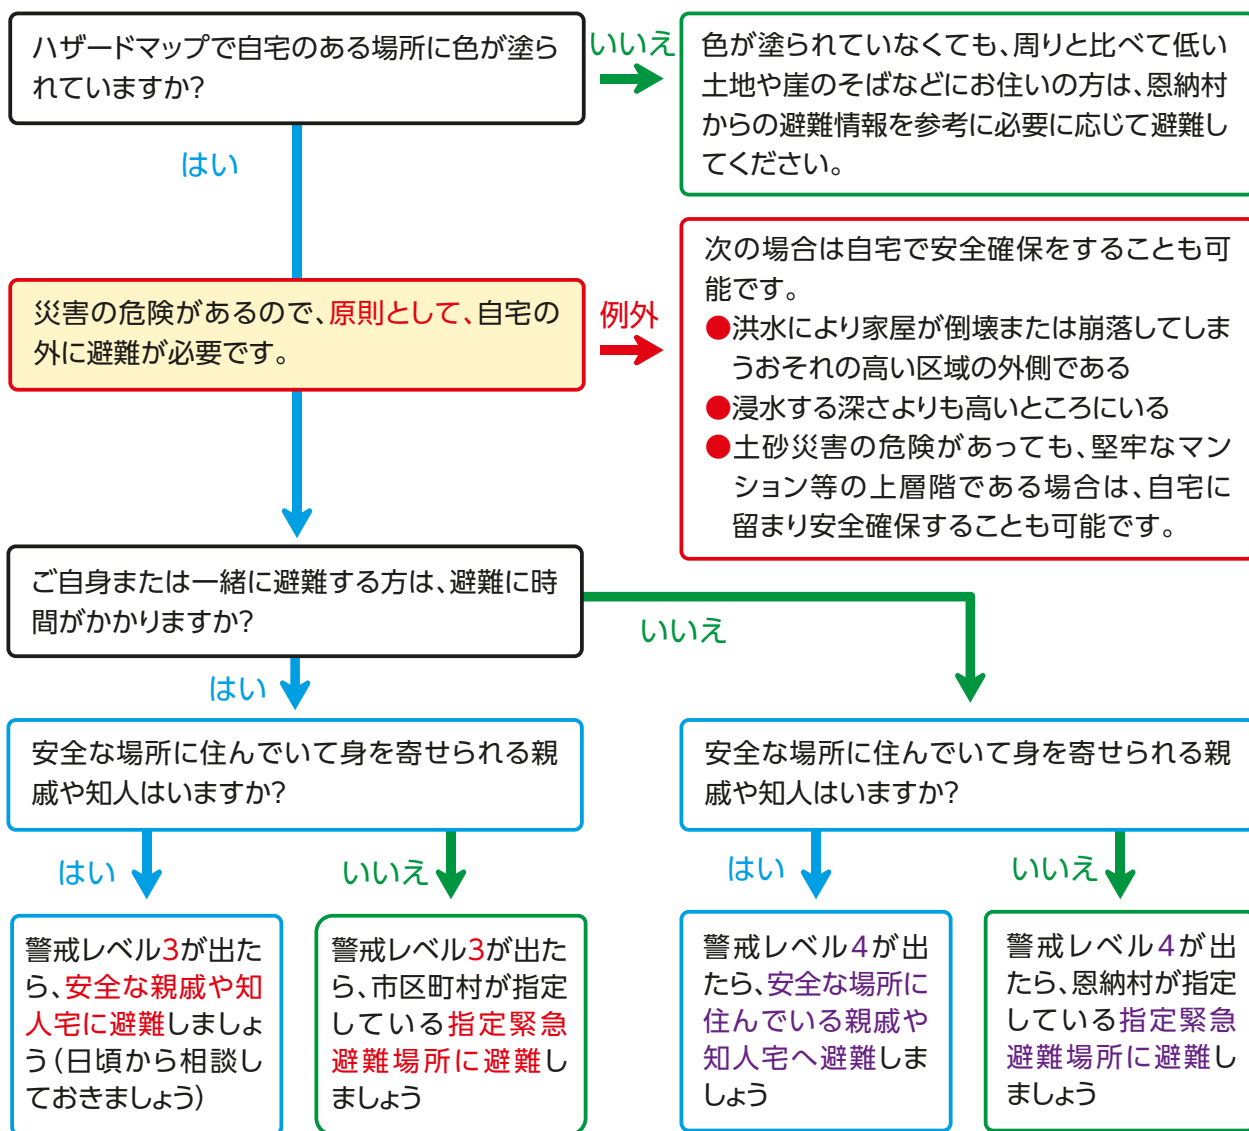 ハザードマップで自宅のある場所に色が塗ら
れていますか?
いいえ
色が塗られていなくても、周りと比べて低い
土地や崖のそばなどにお住いの方は、恩納村
からの避難情報を参考に必要に応じて避難し
てください。
はい
災害の危険があるので、原則として、自宅の
外に避難が必要です。
例外
次の場合は自宅で安全確保をすることも可
能です。
●洪水により家屋が倒壊または崩落してしま
うおそれの高い区域の外側である
●浸水する深さよりも高いところにいる
●土砂災害の危険があっても、堅牢なマン
ション等の上層階である場合は、自宅に
留まり安全確保することも可能です。
ご自身または一緒に避難する方は、避難に時
間がかかりますか?
いいえ
はい
安全な場所に住んでいて身を寄せられる親
戚や知人はいますか?
安全な場所に住んでいて身を寄せられる親
戚や知人はいますか?
はい
いいえ
はい
いいえ
警戒レベル3が出た
ら、安全な親戚や知
人宅に避難しましょ
う(日頃から相談し
ておきましょう)
警戒レベル3が出た
ら、市区町村が指定
している指定緊急
避難場所に避難し
ましょう
警戒レベル4が出
たら、安全な場所に
住んでいる親戚や
知人宅へ避難しま
しょう
警戒レベル4が出
たら、恩納村が指定
している指定緊急
避難場所に避難し
ましょう